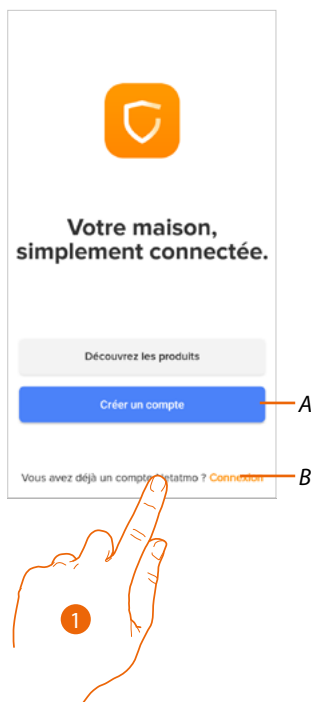 Votre maison,
simplement connectée.
Découvrez les produits
Créer un compte
A
Vous avez déjà un compte Netatmo ? Connexion
B
1